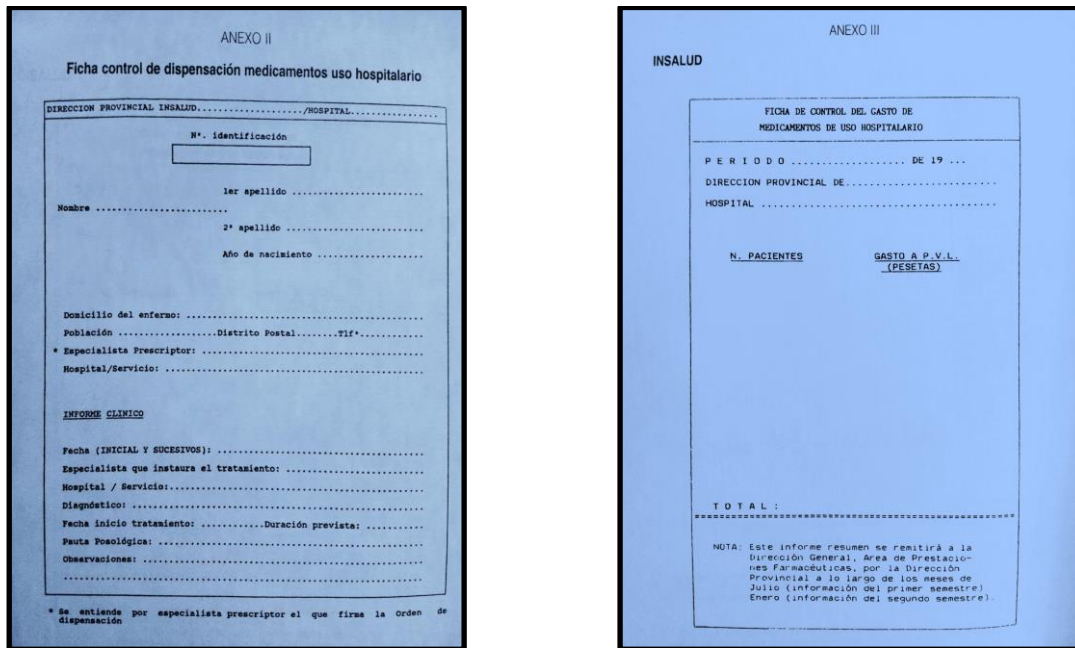 ANEXO II
Ficha control de dispensación medicamentos uso hospitalario
DIRECCION PROVINCIAL INSALUD..................../HOSPITAL................
Nº. identificación
1er apellido ........................
Nombre ........................
2º apellido .........................
Año de nacimiento ....................
Domicilio del enfermo: ...........................................
Población ..................Distrito Postal........Tlfº............
* Especialista Prescriptor: ........................................
Hospital/Servicio: ...............................................
INFORME CLINICO
Fecha (INICIAL Y SUCESIVOS): ......................................
Especialista que instaura el tratamiento: .........................
Hospital / Servicio:...............................................
Diagnóstico: .....................................................
Fecha inicio tratamiento: ...........Duración prevista: ...........
Pauta Posológica: ................................................
Observaciones: ...................................................
..................................................................
* Se entiende por especialista prescriptor el que firma la Orden de
dispensación
ANEXO III
INSALUD
FICHA DE CONTROL DEL GASTO DE
MEDICAMENTOS DE USO HOSPITALARIO
P E R I O D O ................... DE 19 ...
DIRECCION PROVINCIAL DE.........................
HOSPITAL .......................................
N. PACIENTES GASTO A P.V.L.
(PESETAS)
T O T A L :
NOTA: Este informe resumen se remitirá a la
Dirección General, Area de Prestacio-
nes Farmacéuticas, por la Dirección
Provincial a lo largo de los meses de
Julio (información del primer semestre)
Enero (información del segundo semestre).